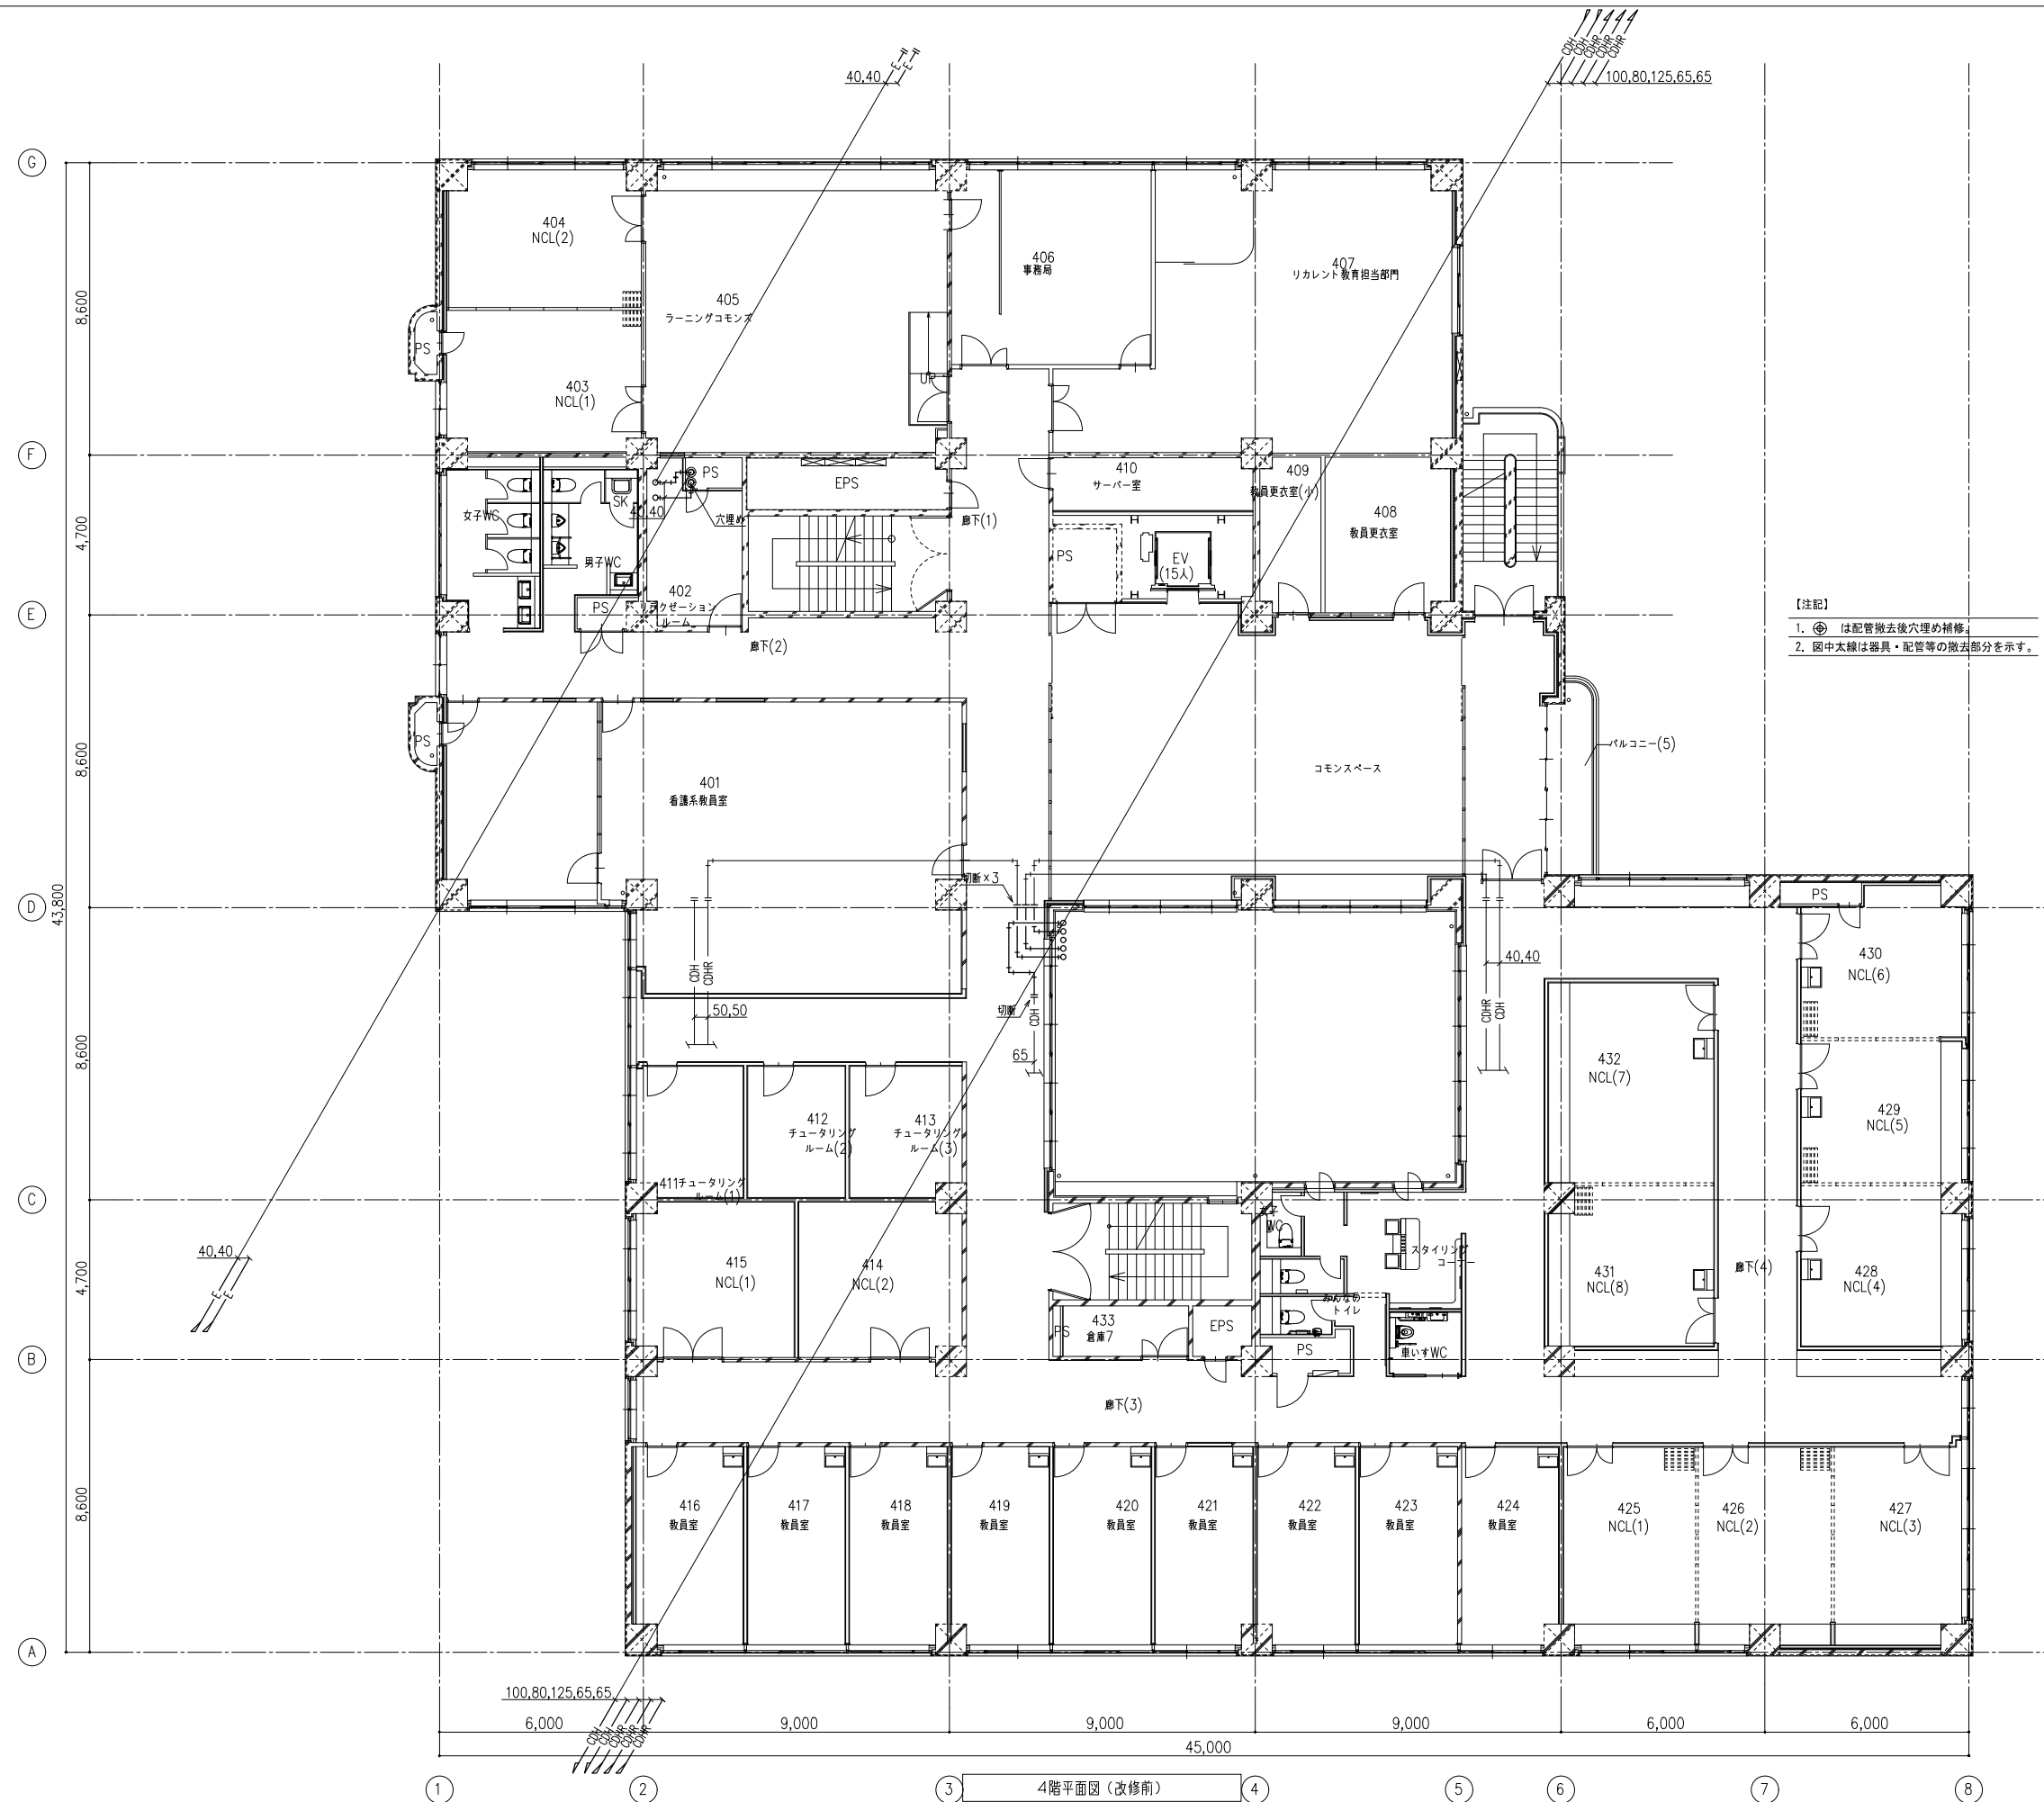 CDH
CDH
CDHR
CDHR
CDHR
100,80,125,65,65
E
E
40,40
G
F
E
D
C
B
A
8,600
4,700
8,600
8,600
4,700
8,600
43,800
404
NCL(2)
405
ラーニングコモンズ
406
事務局
407
リカレント教育担当部門
PS
403
NCL(1)
UP
PS
EPS
SK
40,40
穴埋め
女子WC
男子WC
PS
402
リラクゼーション
ルーム
廊下(1)
廊下(2)
410
サーバー室
409
教員更衣室(小)
408
教員更衣室
PS
EV
(15人)
【注記】
1. は配管撤去後穴埋め補修。
2. 図中太線は器具・配管等の撤去部分を示す。
PS
401
看護系教員室
コモンスペース
バルコニー(5)
切断×3
PS
CDH
CDHR
50,50
切断
CDH
65
40,40
CDHR
CDH
430
NCL(6)
432
NCL(7)
429
NCL(5)
412
チュータリング
ルーム(2)
413
チュータリング
ルーム(3)
411チュータリング
ルーム(1)
女子
WC
スタイリング
コーナー
415
NCL(1)
414
NCL(2)
431
NCL(8)
廊下(4)
428
NCL(4)
みんなの
トイレ
PS
433
倉庫7
EPS
PS
車いすWC
40,40
E
E
廊下(3)
416
教員室
417
教員室
418
教員室
419
教員室
420
教員室
421
教員室
422
教員室
423
教員室
424
教員室
425
NCL(1)
426
NCL(2)
427
NCL(3)
100,80,125,65,65
CDH
CDH
CDHR
CDHR
CDHR
6,000
9,000
9,000
9,000
6,000
6,000
45,000
1
2
3
4
5
6
7
8
4階平面図(改修前)